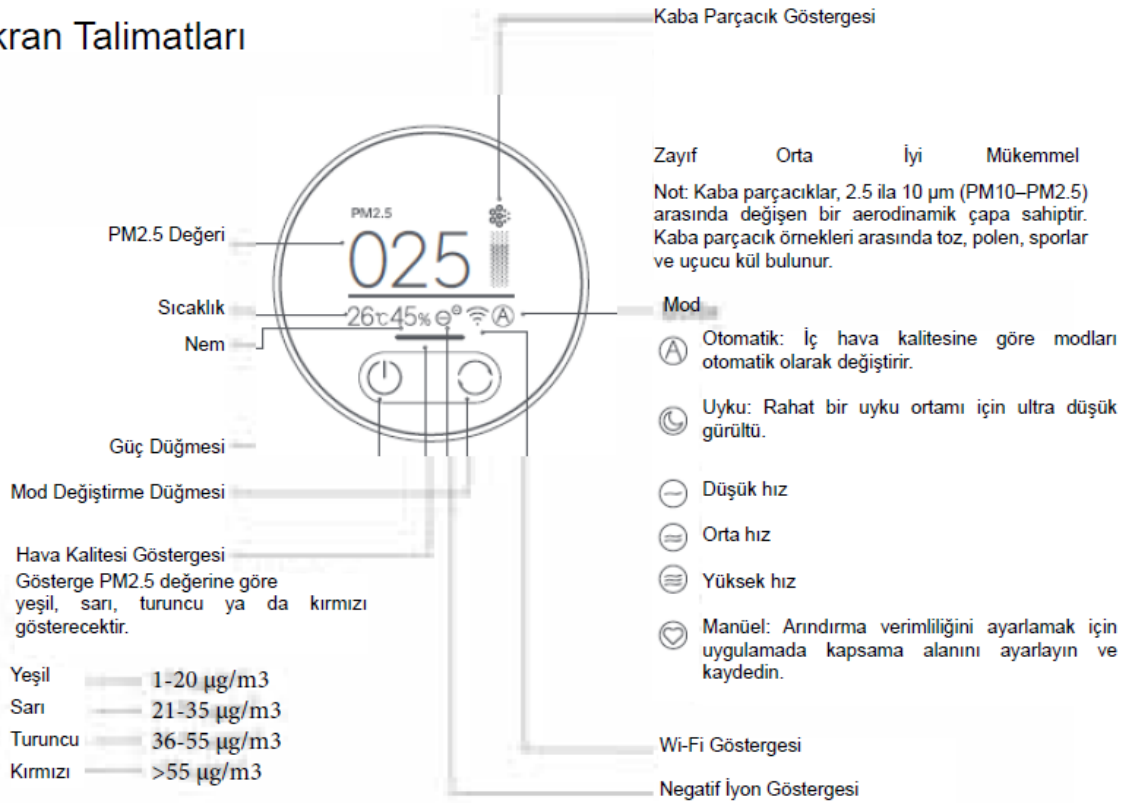 kran Talimatları
Kaba Parçacık Göstergesi
Zayıf Orta İyi Mükemmel
Not: Kaba parçacıklar, 2.5 ila 10 µm (PM10–PM2.5)
arasında değişen bir aerodinamik çapa sahiptir.
Kaba parçacık örnekleri arasında toz, polen, sporlar
ve uçucu kül bulunur.
PM2.5
025
26℃ 45%
A
PM2.5 Değeri
Sıcaklık
Nem
Güç Düğmesi
Mod Değiştirme Düğmesi
Hava Kalitesi Göstergesi
Gösterge PM2.5 değerine göre
yeşil, sarı, turuncu ya da kırmızı
gösterecektir.
Yeşil 1-20 µg/m3
Sarı 21-35 µg/m3
Turuncu 36-55 µg/m3
Kırmızı >55 µg/m3
Mod
A Otomatik: İç hava kalitesine göre modları
otomatik olarak değiştirir.
Uyku: Rahat bir uyku ortamı için ultra düşük
gürültü.
Düşük hız
Orta hız
Yüksek hız
Manüel: Arındırma verimliliğini ayarlamak için
uygulamada kapsama alanını ayarlayın ve
kaydedin.
Wi-Fi Göstergesi
Negatif İyon Göstergesi